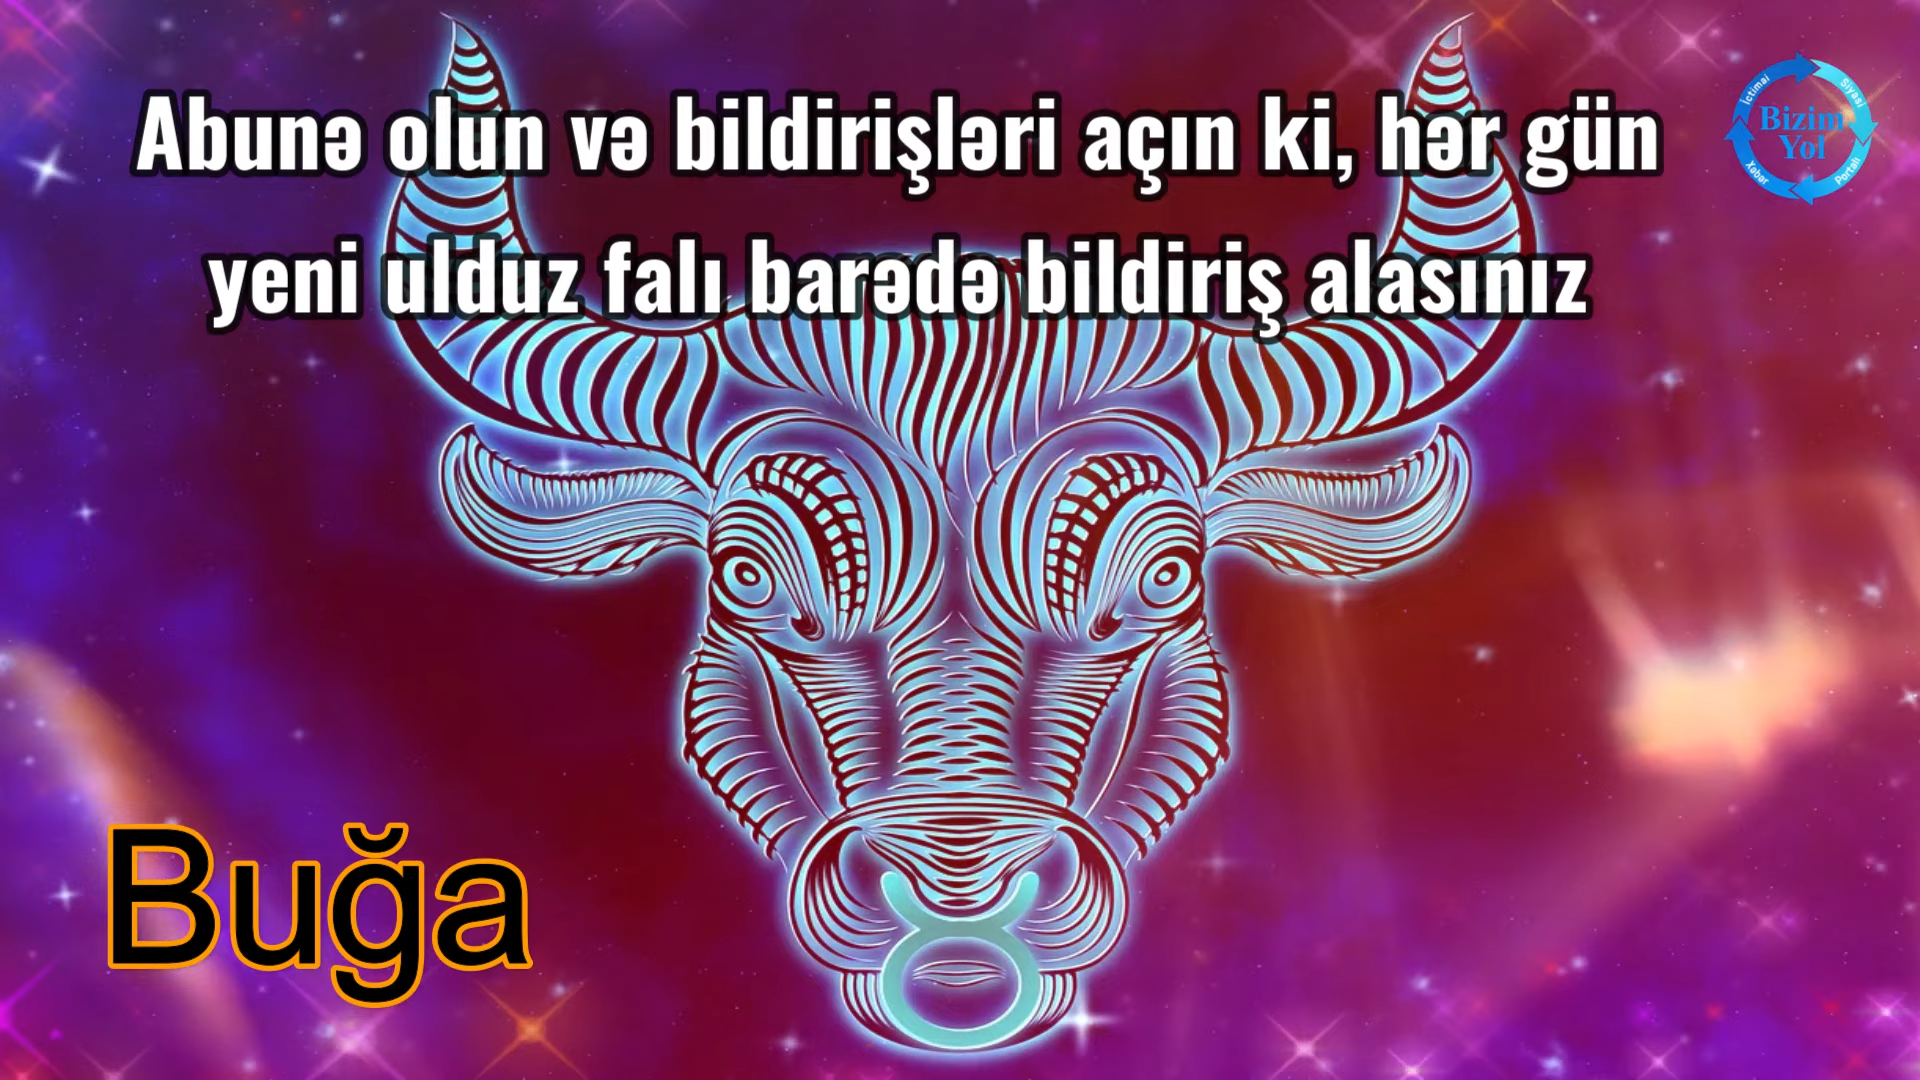 Abunə olun və bildirişləri açın ki, hər gün
yeni ulduz falı barədə bildiriş alasınız
İctimai
Siyasi
Bizim
Yol
Xəbər
Portalı
Buğa